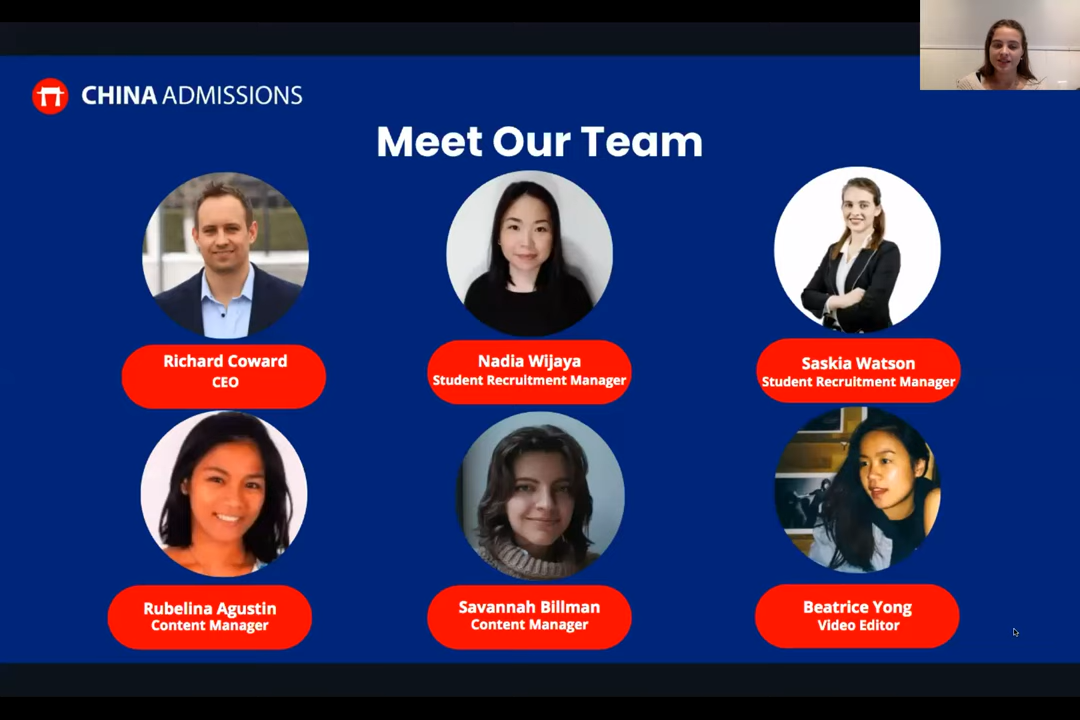 CHINA ADMISSIONS
Meet Our Team
Richard Coward
CEO
Nadia Wijaya
Student Recruitment Manager
Saskia Watson
Student Recruitment Manager
Rubelina Agustin
Content Manager
Savannah Billman
Content Manager
Beatrice Yong
Video Editor